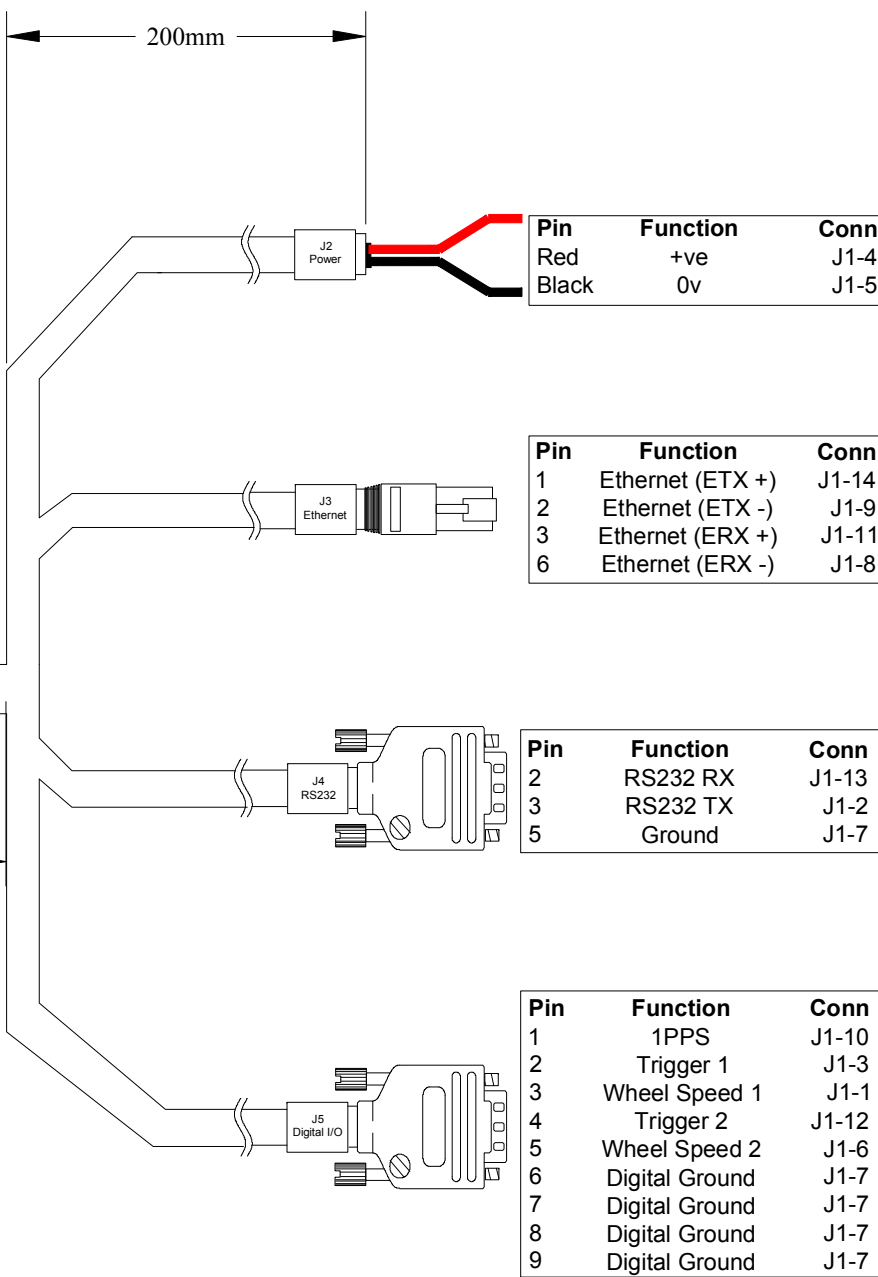 200mm
J2
Power
Pin Function Conn
Red +ve J1-4
Black 0v J1-5
J3
Ethernet
Pin Function Conn
1 Ethernet (ETX +) J1-14
2 Ethernet (ETX -) J1-9
3 Ethernet (ERX +) J1-11
6 Ethernet (ERX -) J1-8
J4
RS232
Pin Function Conn
2 RS232 RX J1-13
3 RS232 TX J1-2
5 Ground J1-7
J5
Digital I/O
Pin Function Conn
1 1PPS J1-10
2 Trigger 1 J1-3
3 Wheel Speed 1 J1-1
4 Trigger 2 J1-12
5 Wheel Speed 2 J1-6
6 Digital Ground J1-7
7 Digital Ground J1-7
8 Digital Ground J1-7
9 Digital Ground J1-7